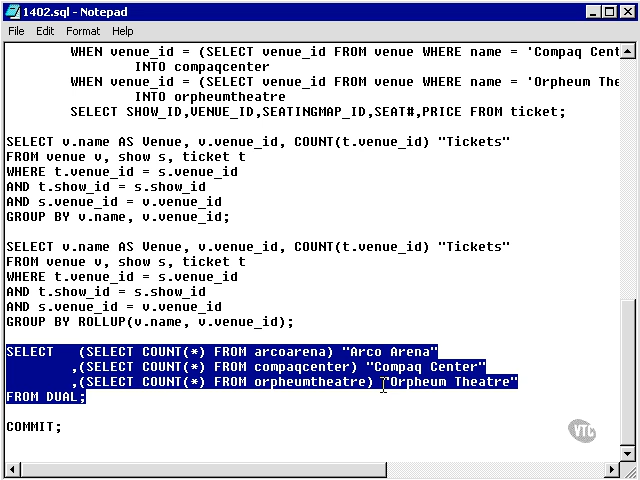 1402.sql - Notepad
File Edit Format Help
WHEN venue_id = (SELECT venue_id FROM venue WHERE name = 'Compaq Cent
INTO compaqcenter
WHEN venue_id = (SELECT venue_id FROM venue WHERE name = 'Orpheum The
INTO orpheumtheatre
SELECT SHOW_ID,VENUE_ID,SEATINGMAP_ID,SEAT#,PRICE FROM ticket;
SELECT v.name AS Venue, v.venue_id, COUNT(t.venue_id) "Tickets"
FROM venue v, show s, ticket t
WHERE t.venue_id = s.venue_id
AND t.show_id = s.show_id
AND s.venue_id = v.venue_id
GROUP BY v.name, v.venue_id;
SELECT v.name AS Venue, v.venue_id, COUNT(t.venue_id) "Tickets"
FROM venue v, show s, ticket t
WHERE t.venue_id = s.venue_id
AND t.show_id = s.show_id
AND s.venue_id = v.venue_id
GROUP BY ROLLUP(v.name, v.venue_id);
SELECT (SELECT COUNT(*) FROM arcoarena) "Arco Arena"
,(SELECT COUNT(*) FROM compaqcenter) "Compaq Center"
,(SELECT COUNT(*) FROM orpheumtheatre) "Orpheum Theatre"
FROM DUAL;
COMMIT;
VTC